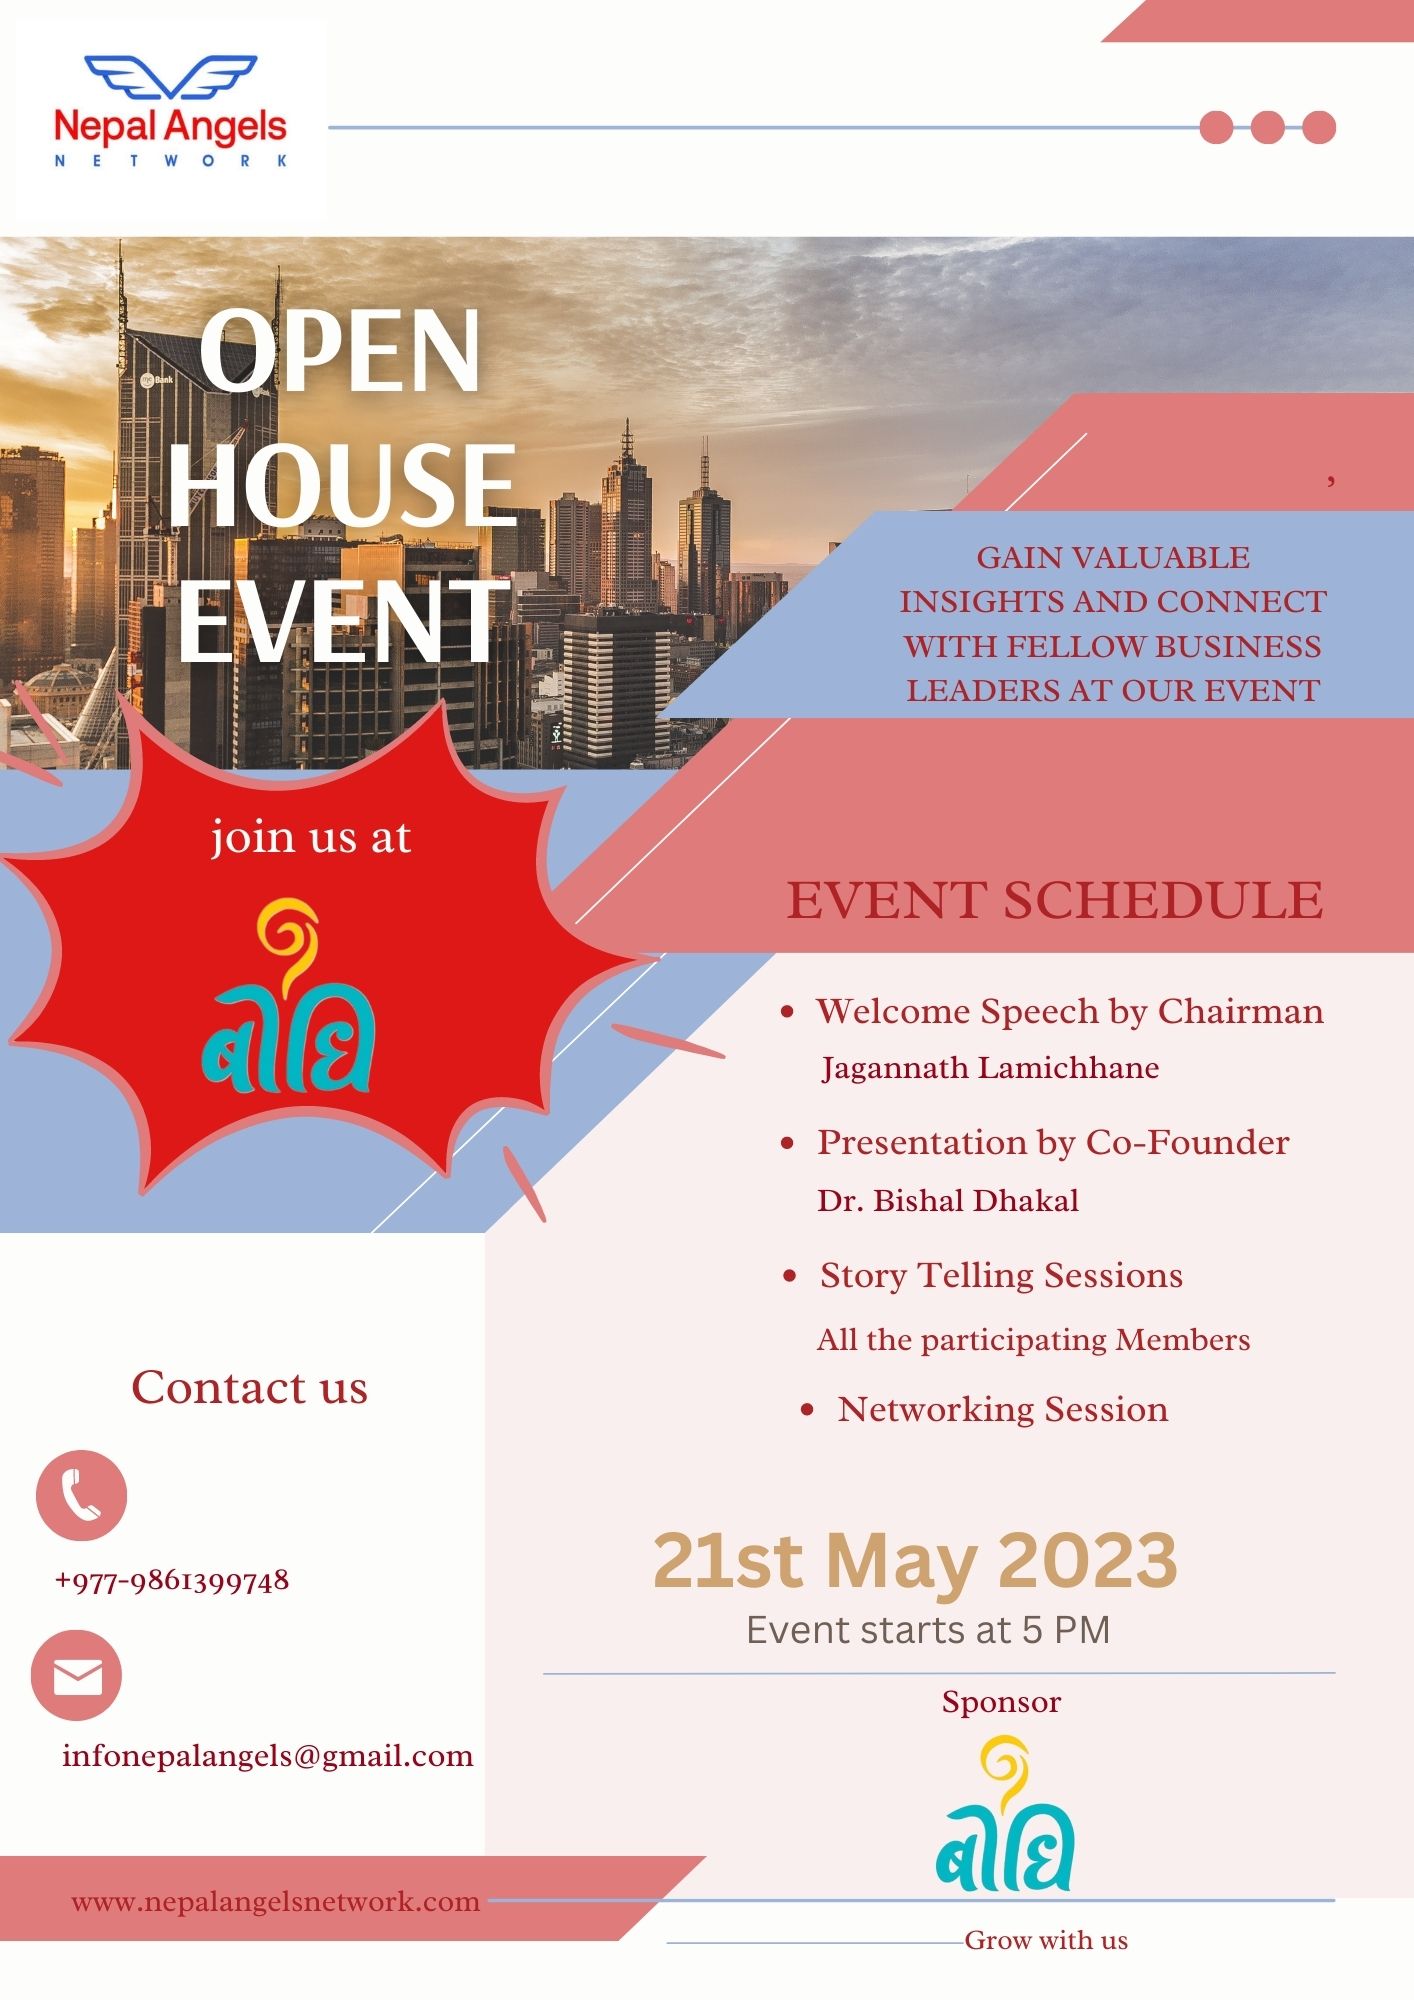 Nepal Angels
NETWORK
Bank
OPEN
HOUSE
EVENT
,
GAIN VALUABLE
INSIGHTS AND CONNECT
WITH FELLOW BUSINESS
LEADERS AT OUR EVENT
join us at
बोधि
EVENT SCHEDULE
• Welcome Speech by Chairman
Jagannath Lamichhane
• Presentation by Co-Founder
Dr. Bishal Dhakal
• Story Telling Sessions
All the participating Members
• Networking Session
Contact us
+977-9861399748
infonepalangels@gmail.com
21st May 2023
Event starts at 5 PM
Sponsor
बोधि
www.nepalangelsnetwork.com
Grow with us